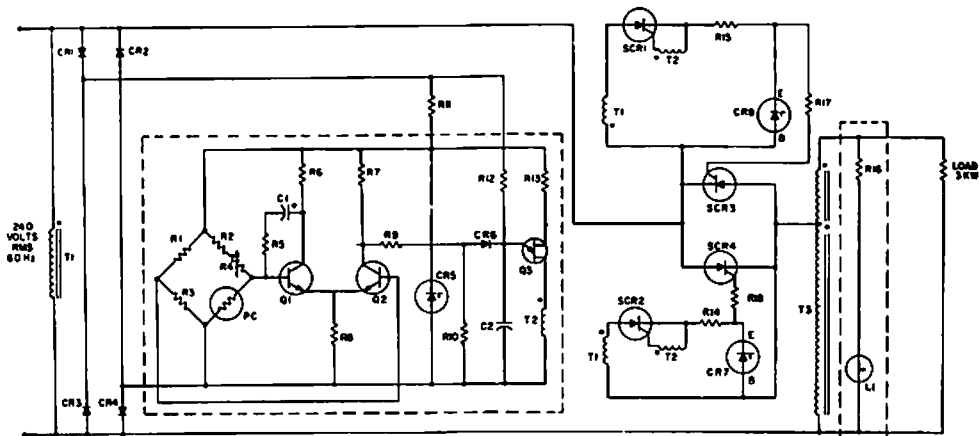 CR1
CR2
CR3
CR4
240
VOLTS
RMS
60 Hz
T1
R1
R2
R3
R4
PC
R5
C1
+
R6
Q1
R7
Q2
R8
R9
R10
R11
CR5
R12
CR6
C2
R13
Q3
T2
SCR1
T2
R15
T1
E
CR8
B
R17
SCR3
SCR4
R18
SCR2
T1
T2
R14
E
CR7
B
T3
R16
L1
LOAD
3KW